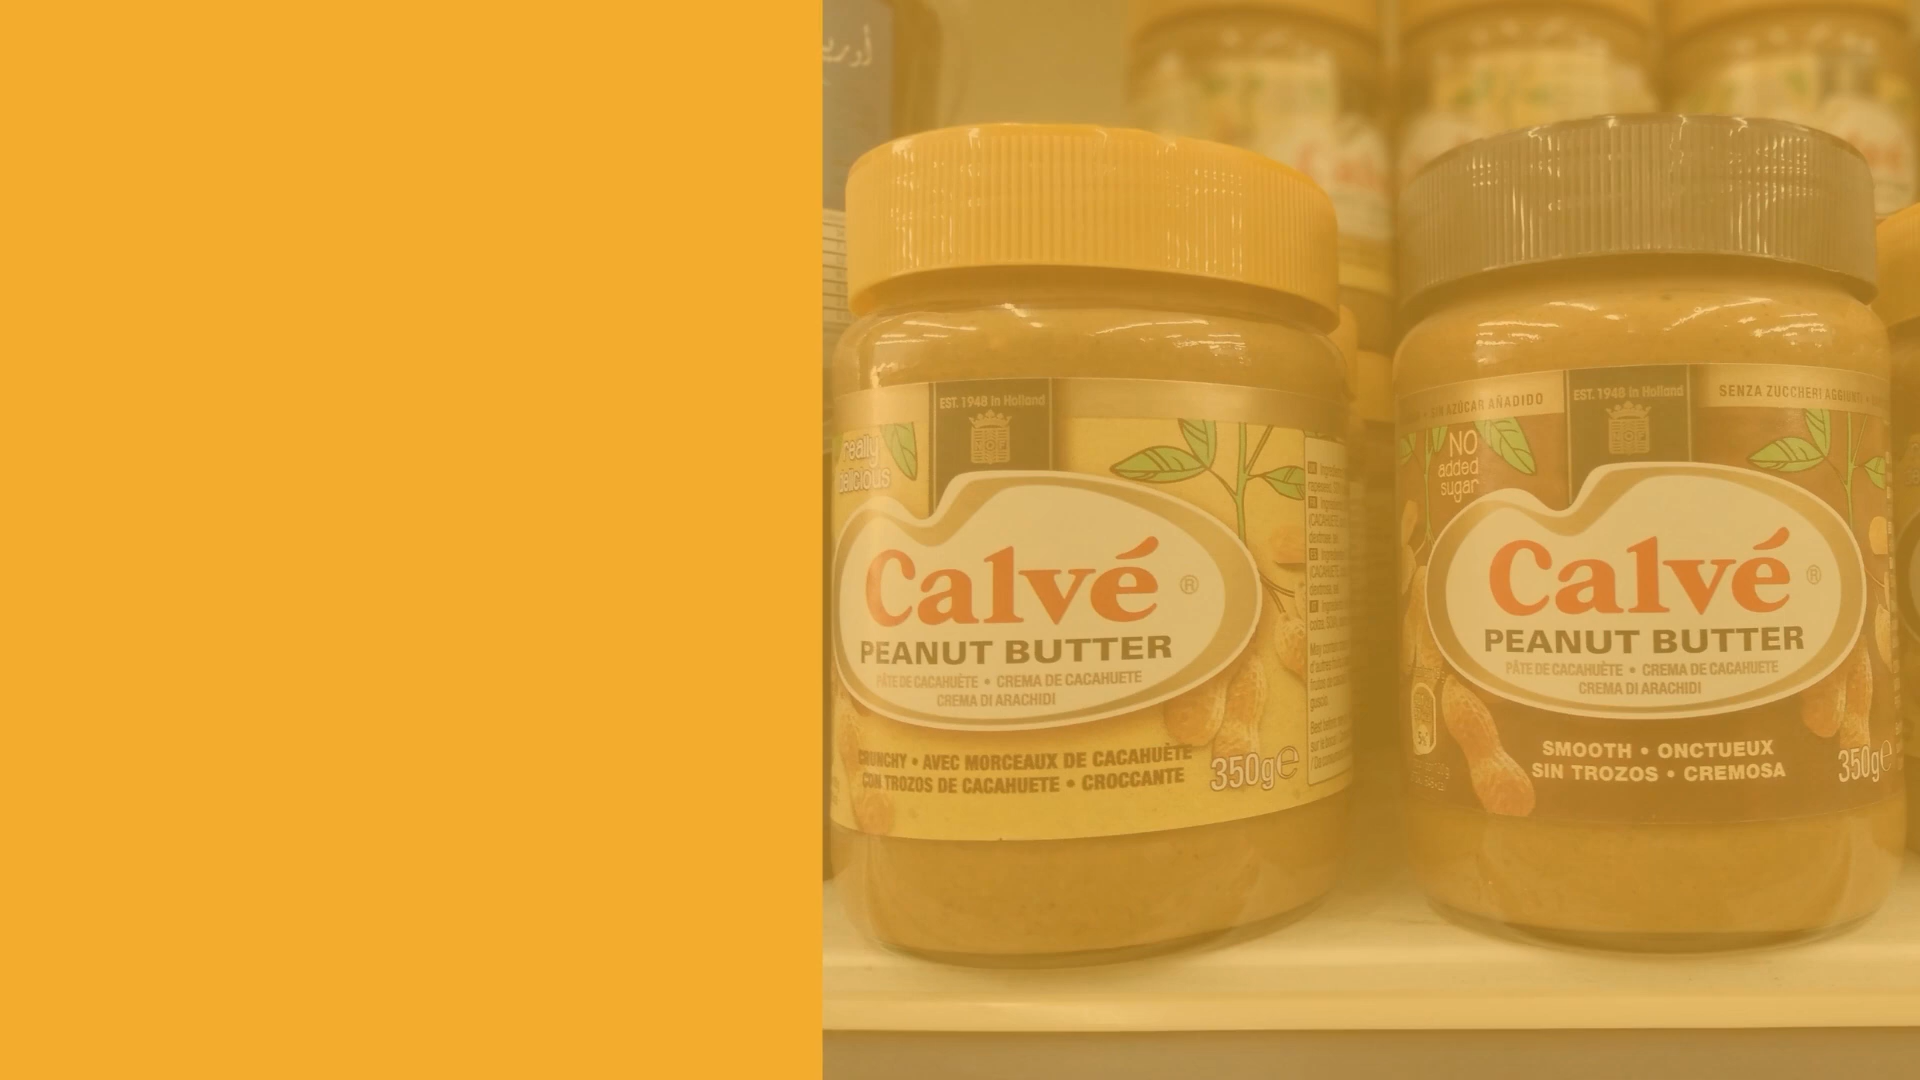 EST. 1948 in Holland
really
delicious
Calvé ®
PEANUT BUTTER
PÂTE DE CACAHUÈTE • CREMA DE CACAHUETE
CREMA DI ARACHIDI
CRUNCHY • AVEC MORCEAUX DE CACAHUÈTE
CON TROZOS DE CACAHUETE • CROCCANTE
350g e
SIN AZÚCAR AÑADIDO
EST. 1948 in Holland
SENZA ZUCCHERI AGGIUNTI
NO
added
sugar
Calvé ®
PEANUT BUTTER
PÂTE DE CACAHUÈTE • CREMA DE CACAHUETE
CREMA DI ARACHIDI
SMOOTH • ONCTUEUX
SIN TROZOS • CREMOSA
350g e